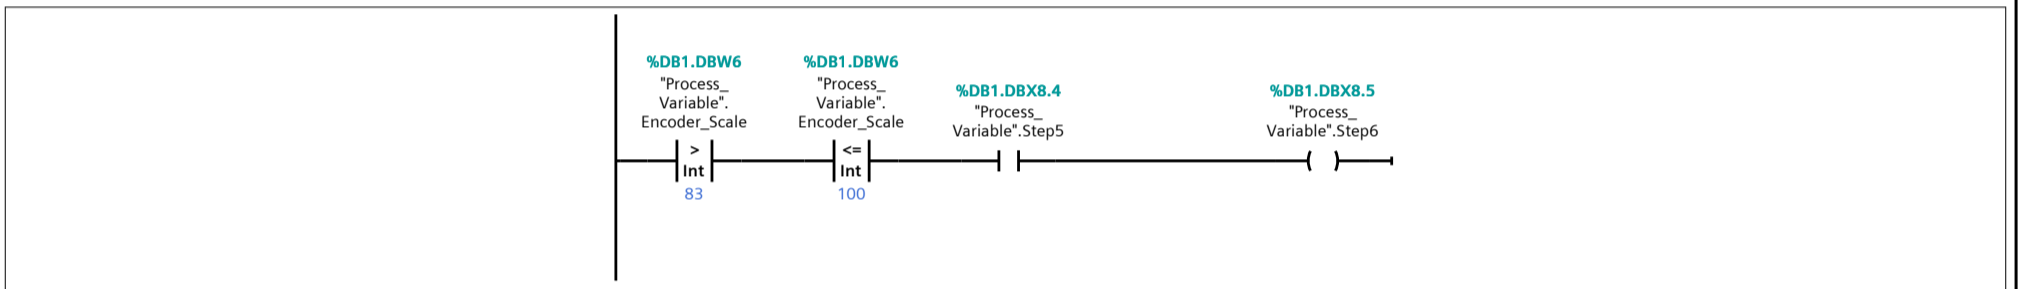 %DB1.DBW6
"Process_
Variable".
Encoder_Scale
>
Int
83
%DB1.DBW6
"Process_
Variable".
Encoder_Scale
<=
Int
100
%DB1.DBX8.4
"Process_
Variable".Step5
%DB1.DBX8.5
"Process_
Variable".Step6